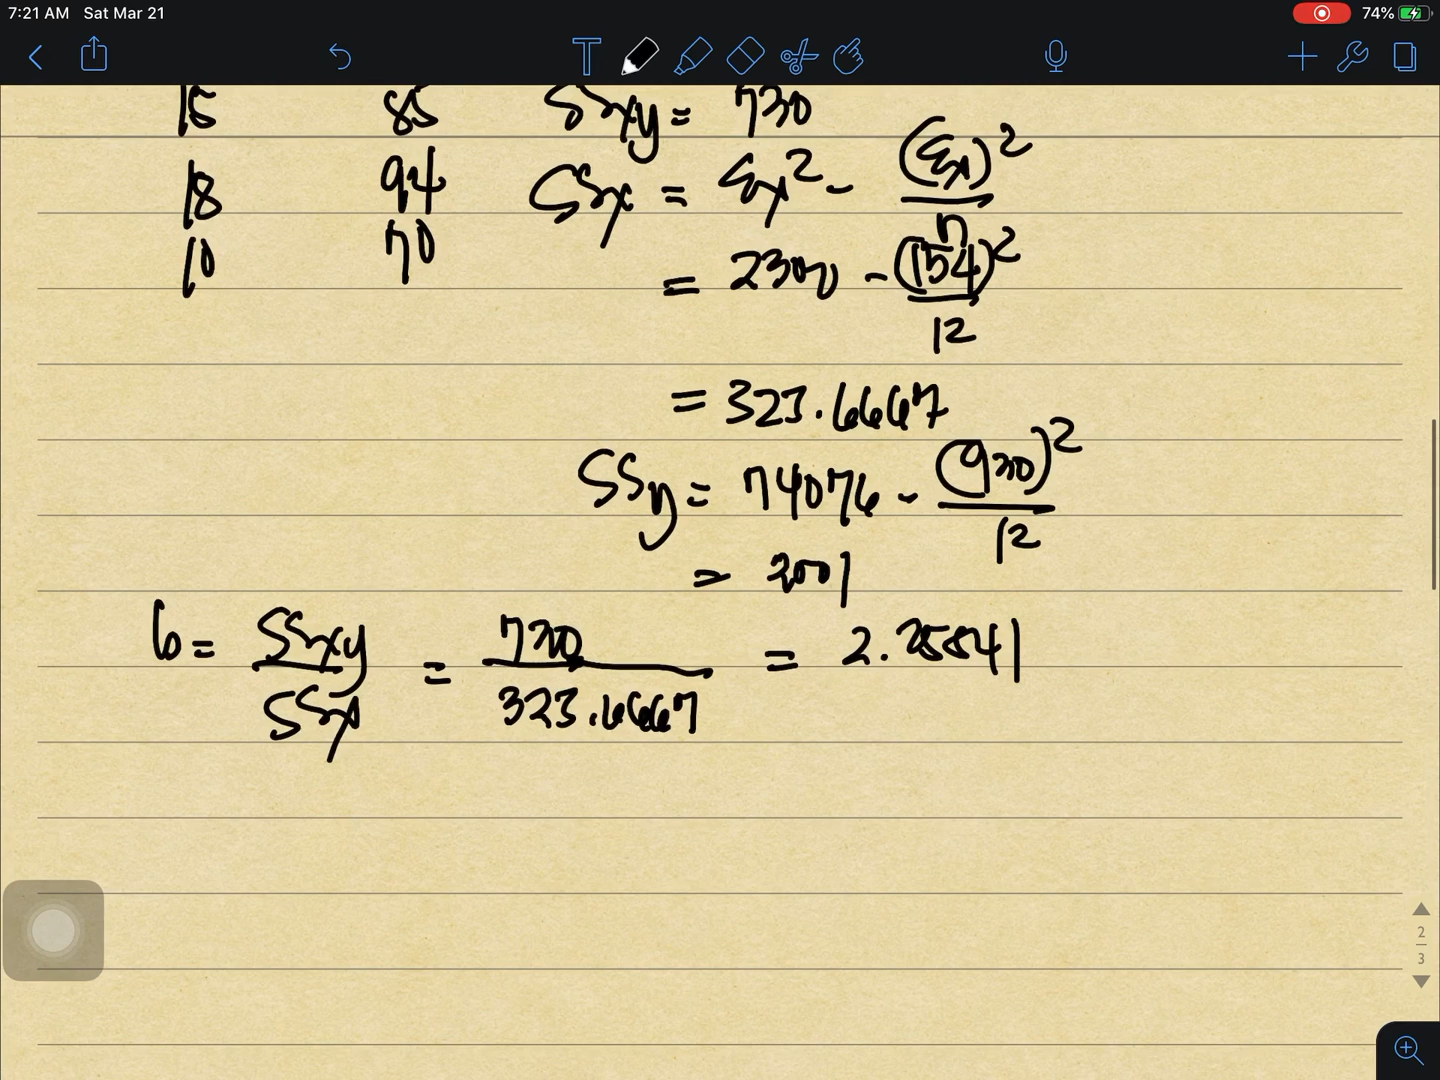 7:21 AM Sat Mar 21 74%
T
15 85 SSxy = 730
18 94 SSx = Σx² - (Σx)² / n
10 70
= 2300 - (154)² / 12
= 323.6667
SSy = 74076 - (930)² / 12
= 2001
b = SSxy / SSx = 730 / 323.6667 = 2.25541
2
3